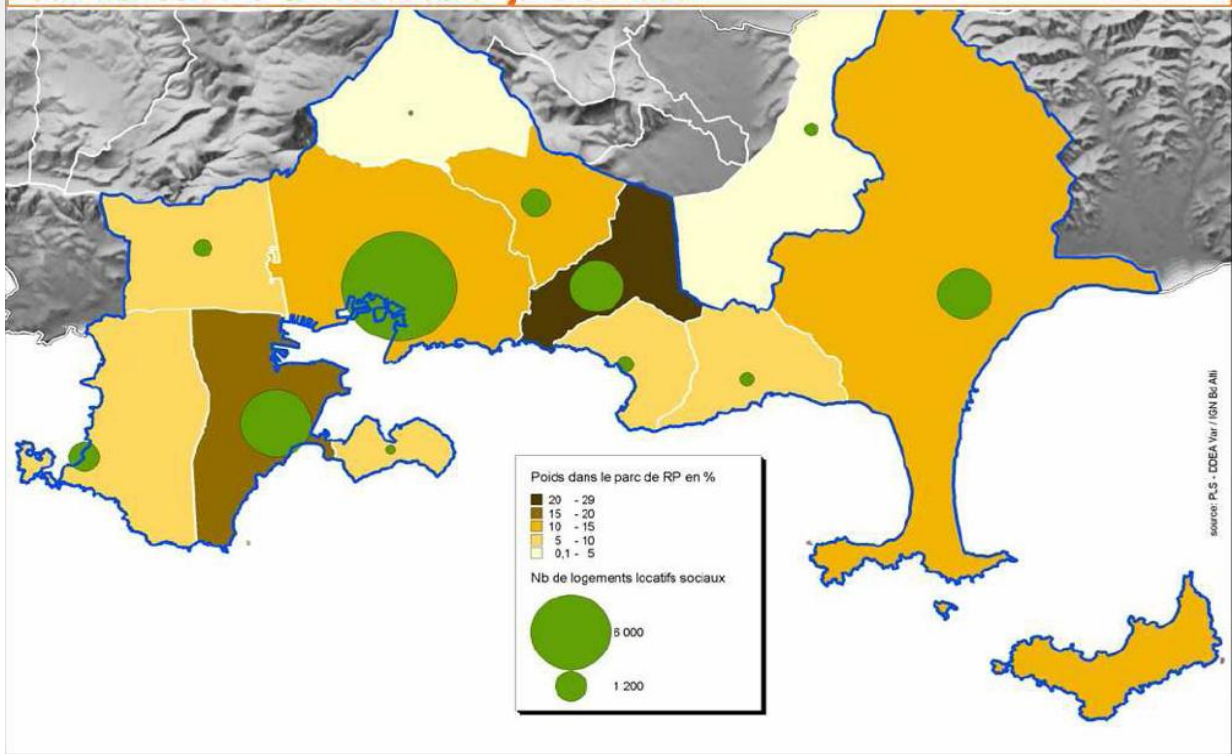 Poids dans le parc de RP en %
20 - 29
15 - 20
10 - 15
5 - 10
0,1 - 5
Nb de logements locatifs sociaux
6 000
1 200
source: PLS - DDEA Var / IGN Bd Alti